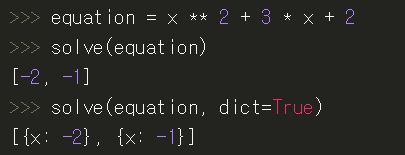 >>> equation = x ** 2 + 3 * x + 2
>>> solve(equation)
[-2, -1]
>>> solve(equation, dict=True)
[{x: -2}, {x: -1}]